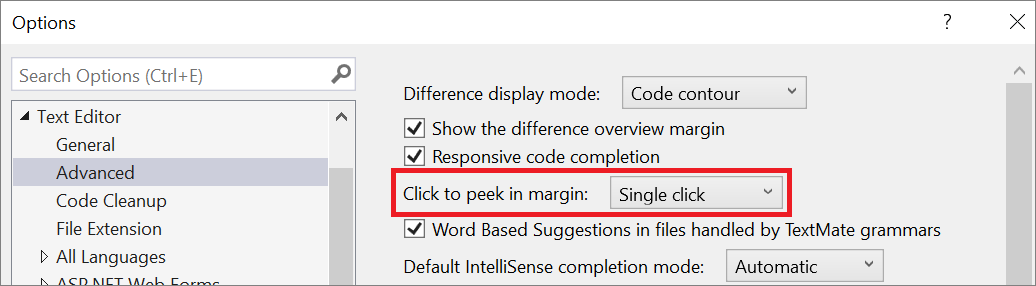 Options
?
Search Options (Ctrl+E)
Text Editor
General
Advanced
Code Cleanup
File Extension
All Languages
ASP.NET Web Forms
Difference display mode: Code contour
Show the difference overview margin
Responsive code completion
Click to peek in margin: Single click
Word Based Suggestions in files handled by TextMate grammars
Default IntelliSense completion mode: Automatic